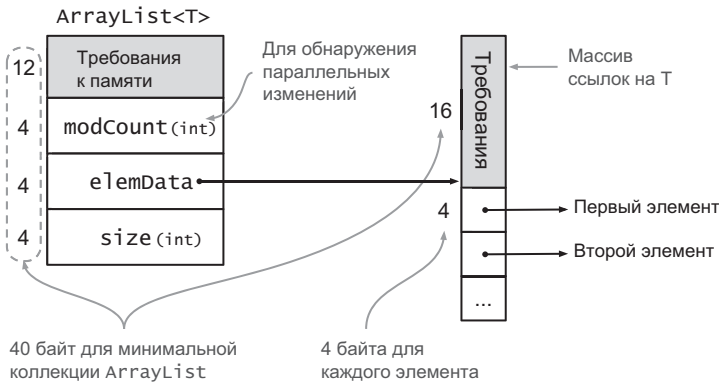 ArrayList<T>
12
Требования
к памяти
4
modCount (int)
4
elemData
4
size (int)
Для обнаружения
параллельных
изменений
Требования
16
4
...
Массив
ссылок на T
Первый элемент
Второй элемент
40 байт для минимальной
коллекции ArrayList
4 байта для
каждого элемента